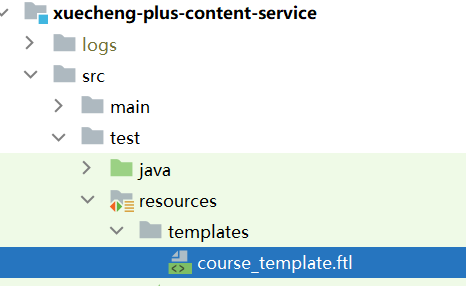 xuecheng-plus-content-service
logs
src
main
test
java
resources
templates
course_template.ftl